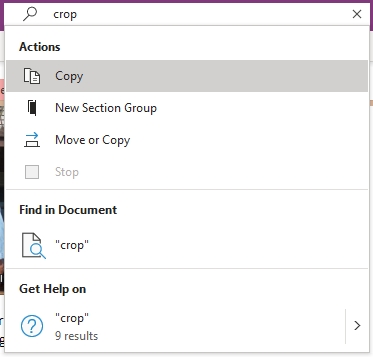 crop
Actions
Copy
New Section Group
Move or Copy
Stop
Find in Document
"crop"
Get Help on
"crop"
9 results